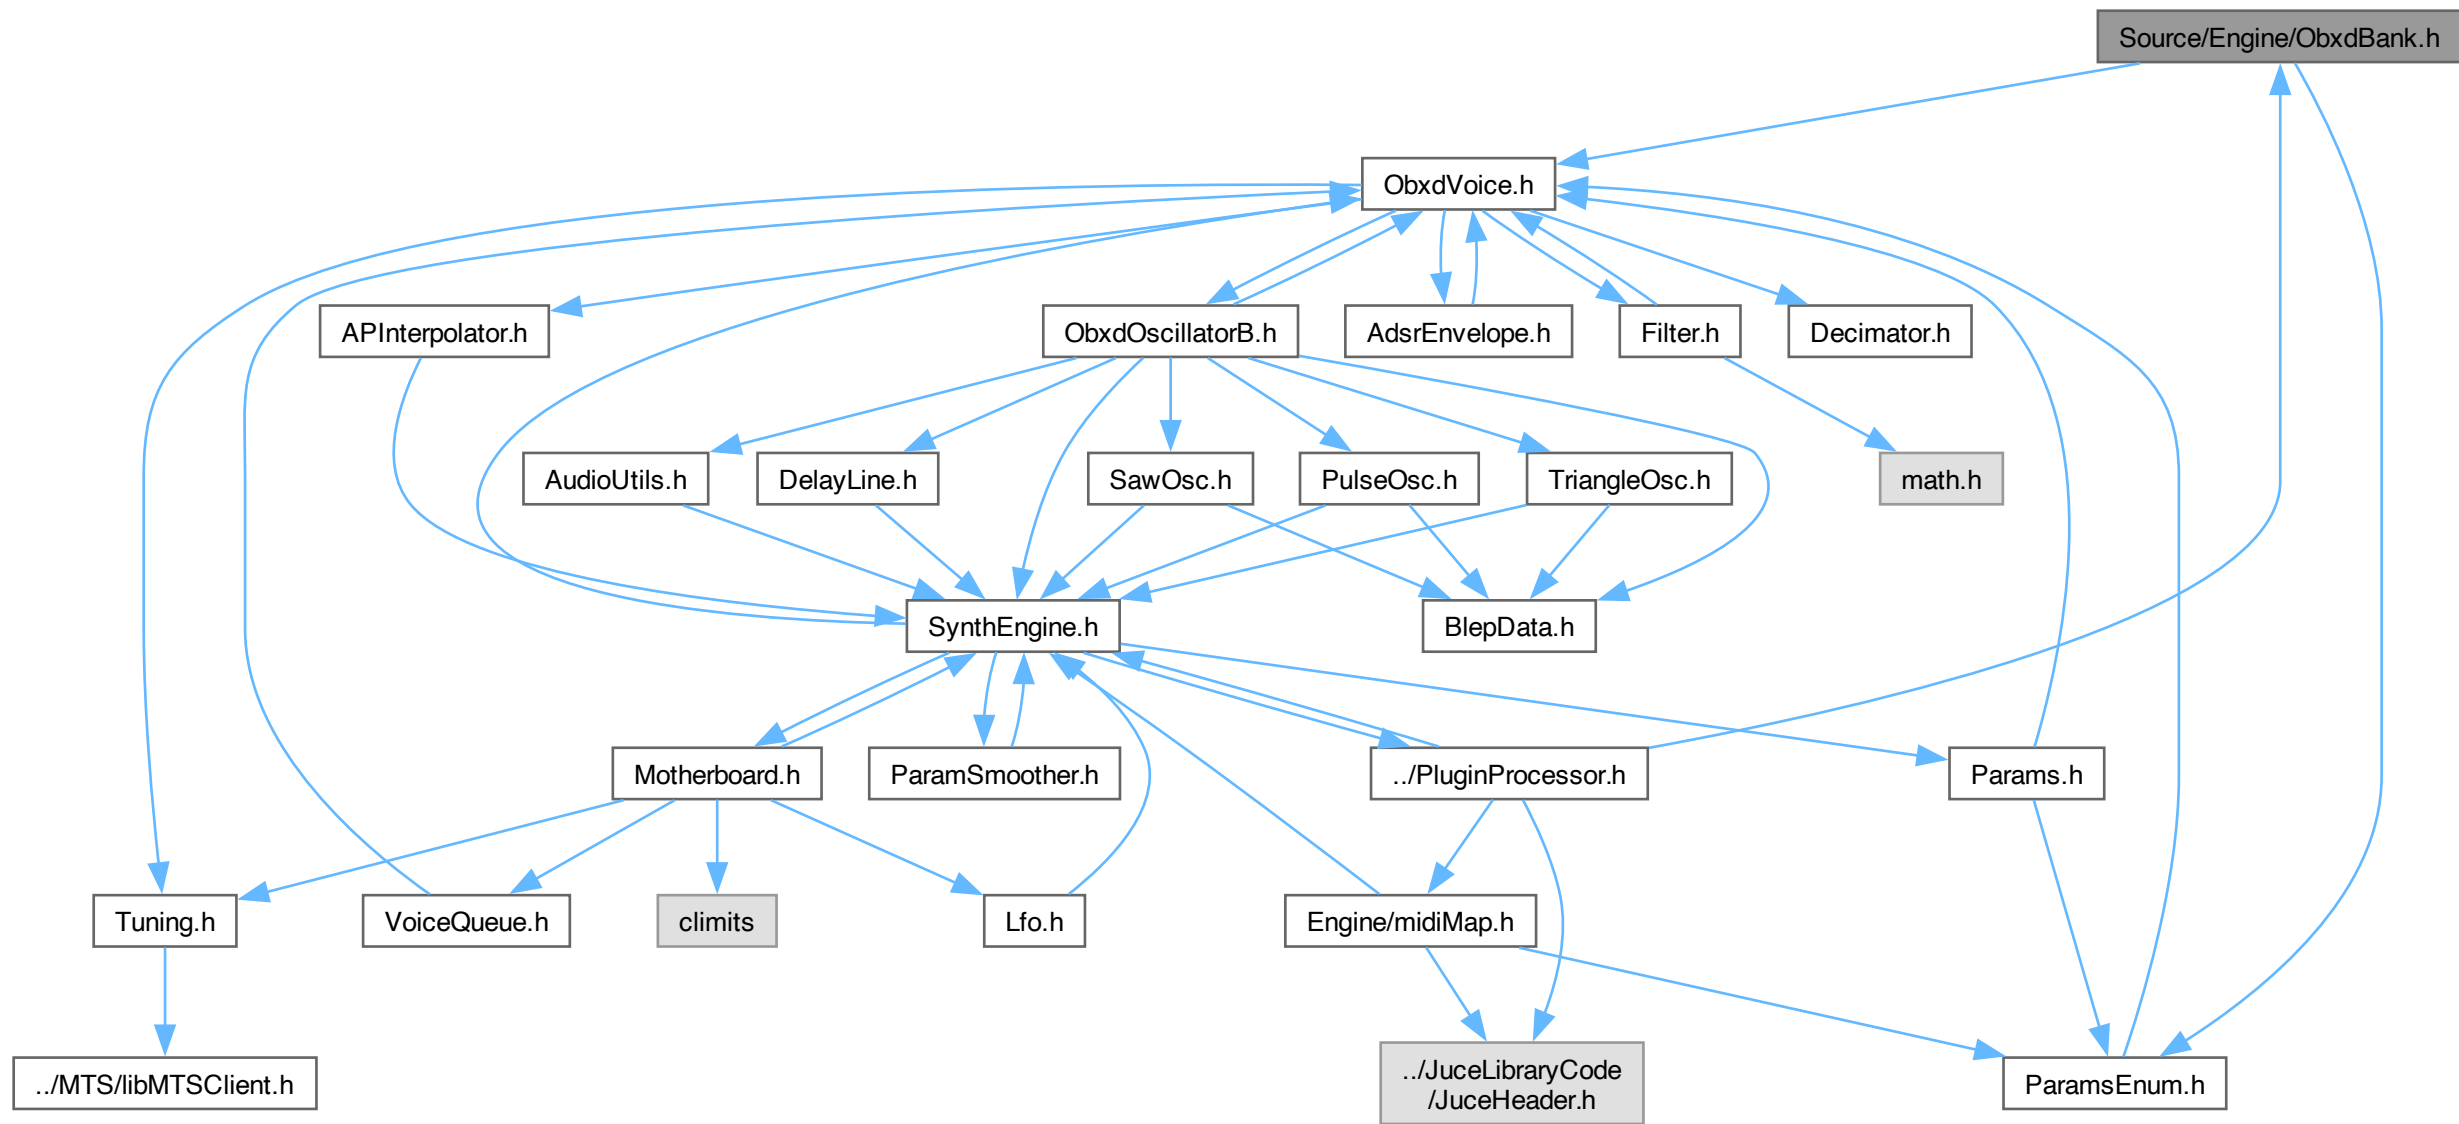 Source/Engine/ObxdBank.h
ObxdVoice.h
APInterpolator.h
ObxdOscillatorB.h
AdsrEnvelope.h
Filter.h
Decimator.h
AudioUtils.h
DelayLine.h
SawOsc.h
PulseOsc.h
TriangleOsc.h
math.h
SynthEngine.h
BlepData.h
Motherboard.h
ParamSmoother.h
../PluginProcessor.h
Params.h
Tuning.h
VoiceQueue.h
climits
Lfo.h
Engine/midiMap.h
../MTS/libMTSClient.h
../JuceLibraryCode
/JuceHeader.h
ParamsEnum.h